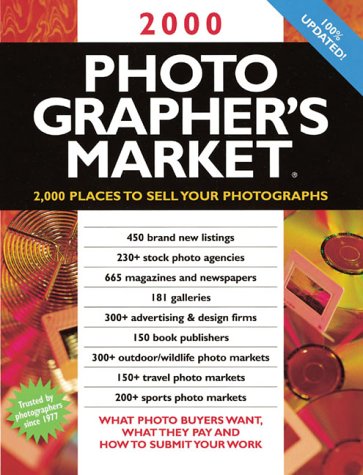 2000
100%
UPDATED!
PHOTO
GRAPHER'S
MARKET®
2,000 PLACES TO SELL YOUR PHOTOGRAPHS
450 brand new listings
230+ stock photo agencies
665 magazines and newspapers
181 galleries
300+ advertising & design firms
150 book publishers
300+ outdoor/wildlife photo markets
150+ travel photo markets
200+ sports photo markets
Trusted by
photographers
since 1977
WHAT PHOTO BUYERS WANT,
WHAT THEY PAY AND
HOW TO SUBMIT YOUR WORK